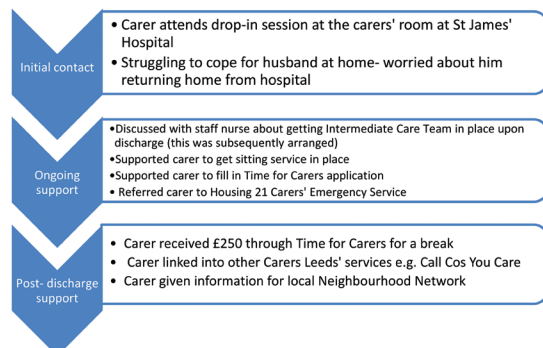 Initial contact
• Carer attends drop-in session at the carers' room at St James'
Hospital
• Struggling to cope for husband at home- worried about him
returning home from hospital
Ongoing
support
•Discussed with staff nurse about getting Intermediate Care Team in place upon
discharge (this was subsequently arranged)
•Supported carer to get sitting service in place
•Supported carer to fill in Time for Carers application
• Referred carer to Housing 21 Carers' Emergency Service
Post- discharge
support
• Carer received £250 through Time for Carers for a break
• Carer linked into other Carers Leeds' services e.g. Call Cos You Care
• Carer given information for local Neighbourhood Network